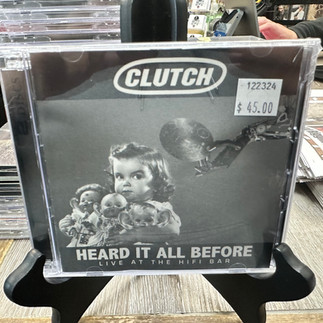 CLUTCH
122324
$ 45.00
HEARD IT ALL BEFORE
LIVE AT THE HIFI BAR